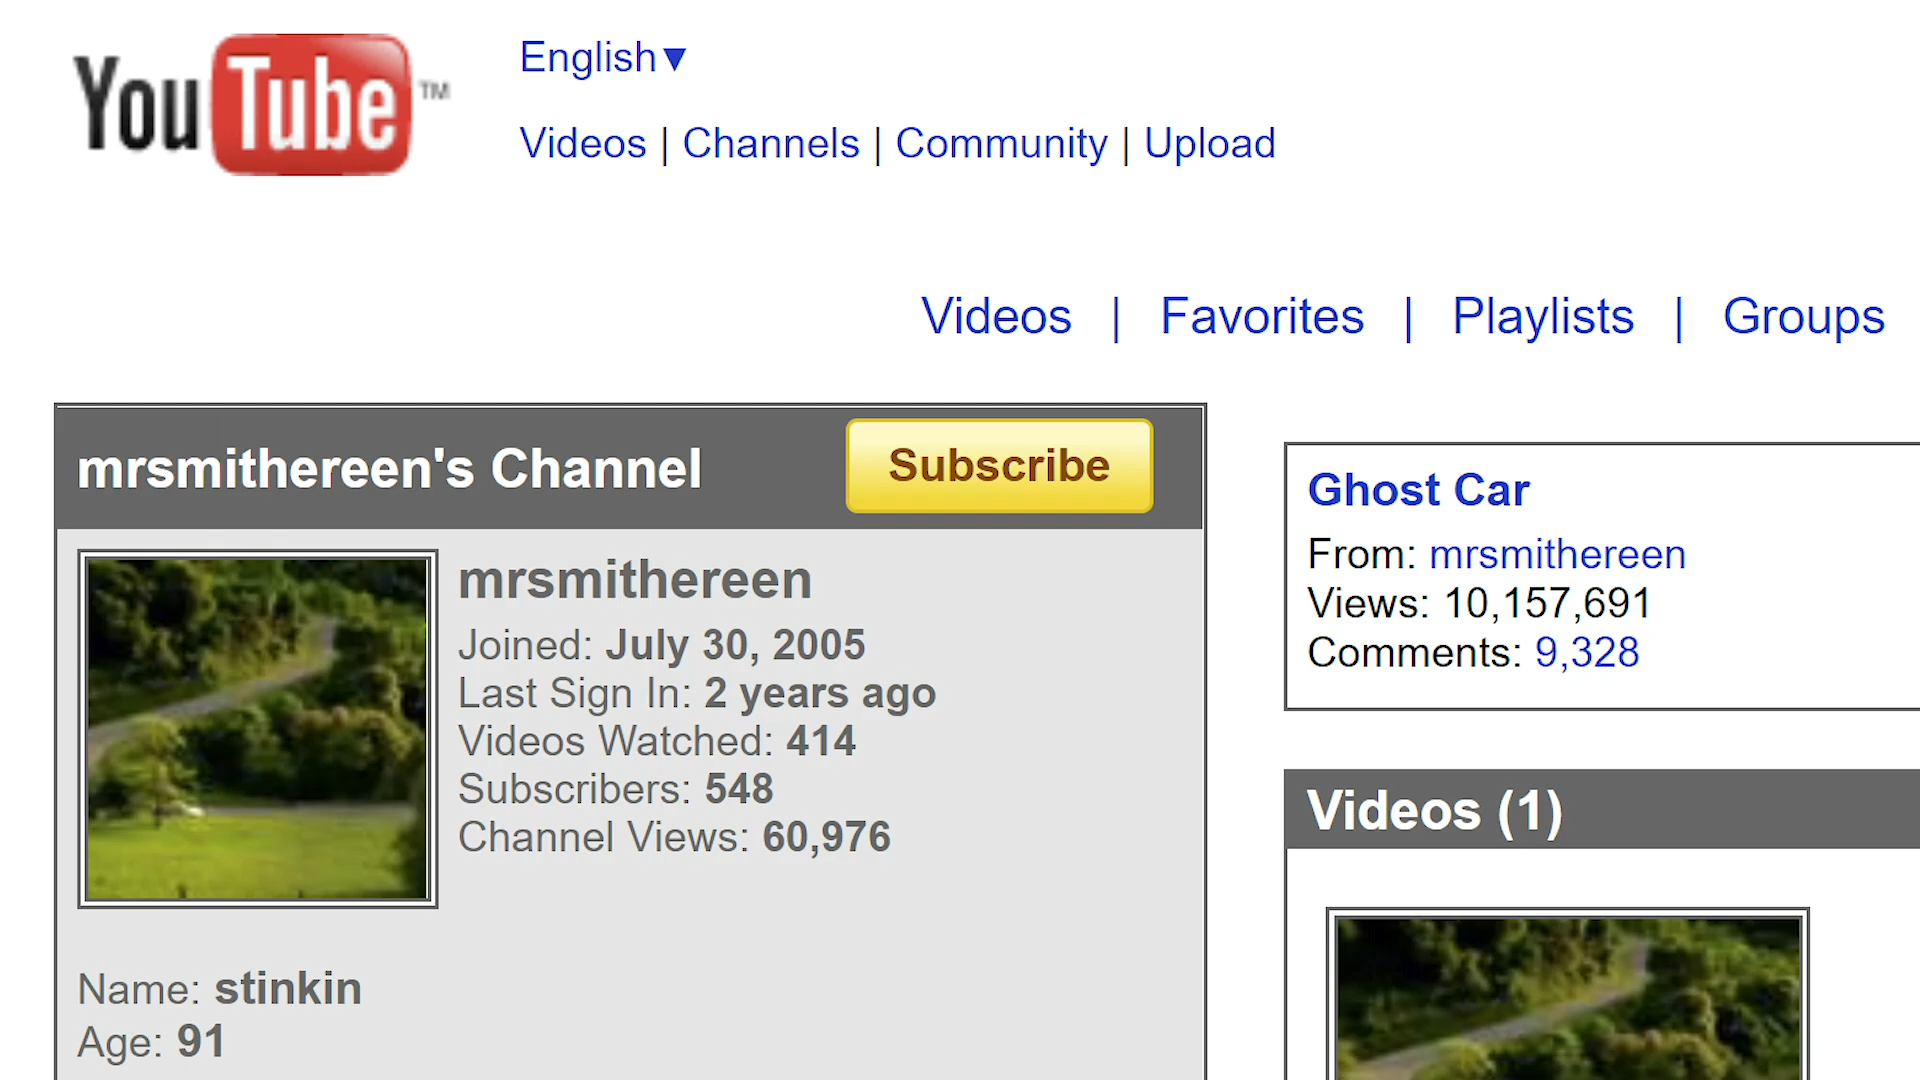 YouTube™
English▼
Videos | Channels | Community | Upload
Videos | Favorites | Playlists | Groups
mrsmithereen's Channel
Subscribe
mrsmithereen
Joined: July 30, 2005
Last Sign In: 2 years ago
Videos Watched: 414
Subscribers: 548
Channel Views: 60,976
Name: stinkin
Age: 91
Ghost Car
From: mrsmithereen
Views: 10,157,691
Comments: 9,328
Videos (1)